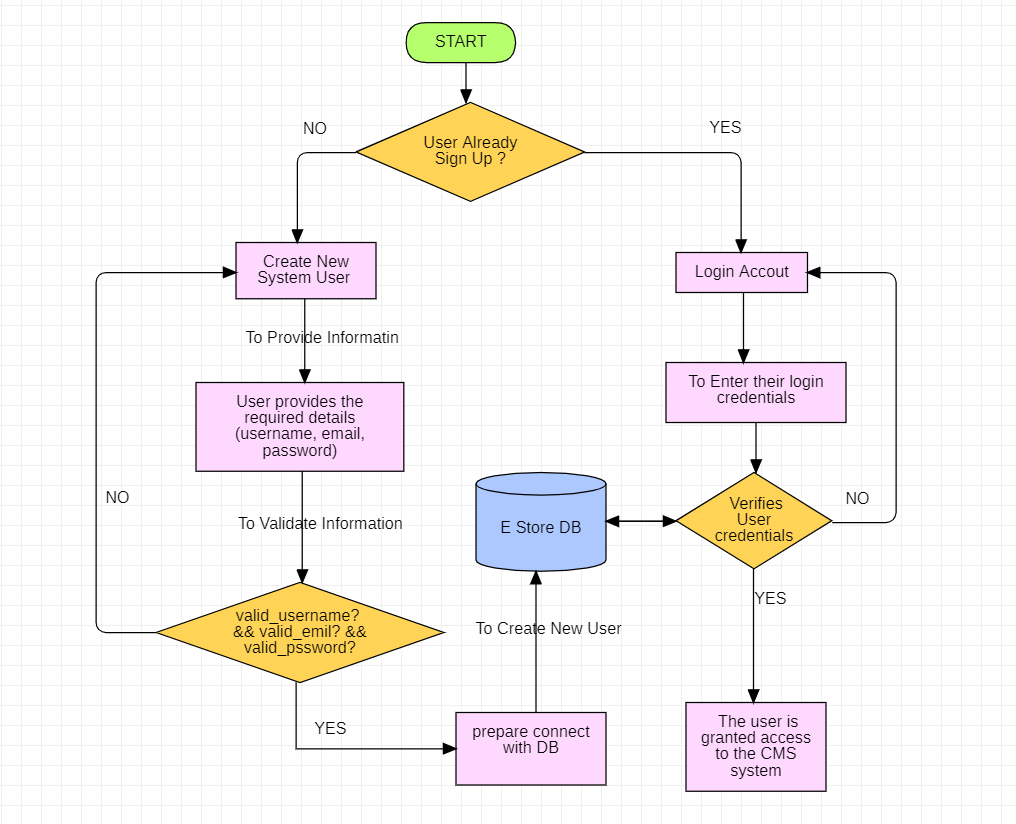 START
NO
YES
User Already
Sign Up ?
Create New
System User
Login Accout
To Provide Informatin
To Enter their login
credentials
User provides the
required details
(username, email,
password)
NO
To Validate Information
E Store DB
Verifies
User
credentials
NO
valid_username?
&& valid_emil? &&
valid_pssword?
YES
To Create New User
YES
prepare connect
with DB
The user is
granted access
to the CMS
system